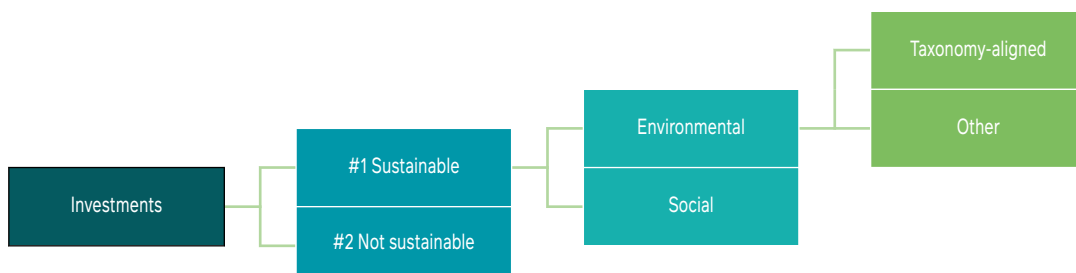 Taxonomy-aligned
Environmental
Other
#1 Sustainable
Investments
Social
#2 Not sustainable